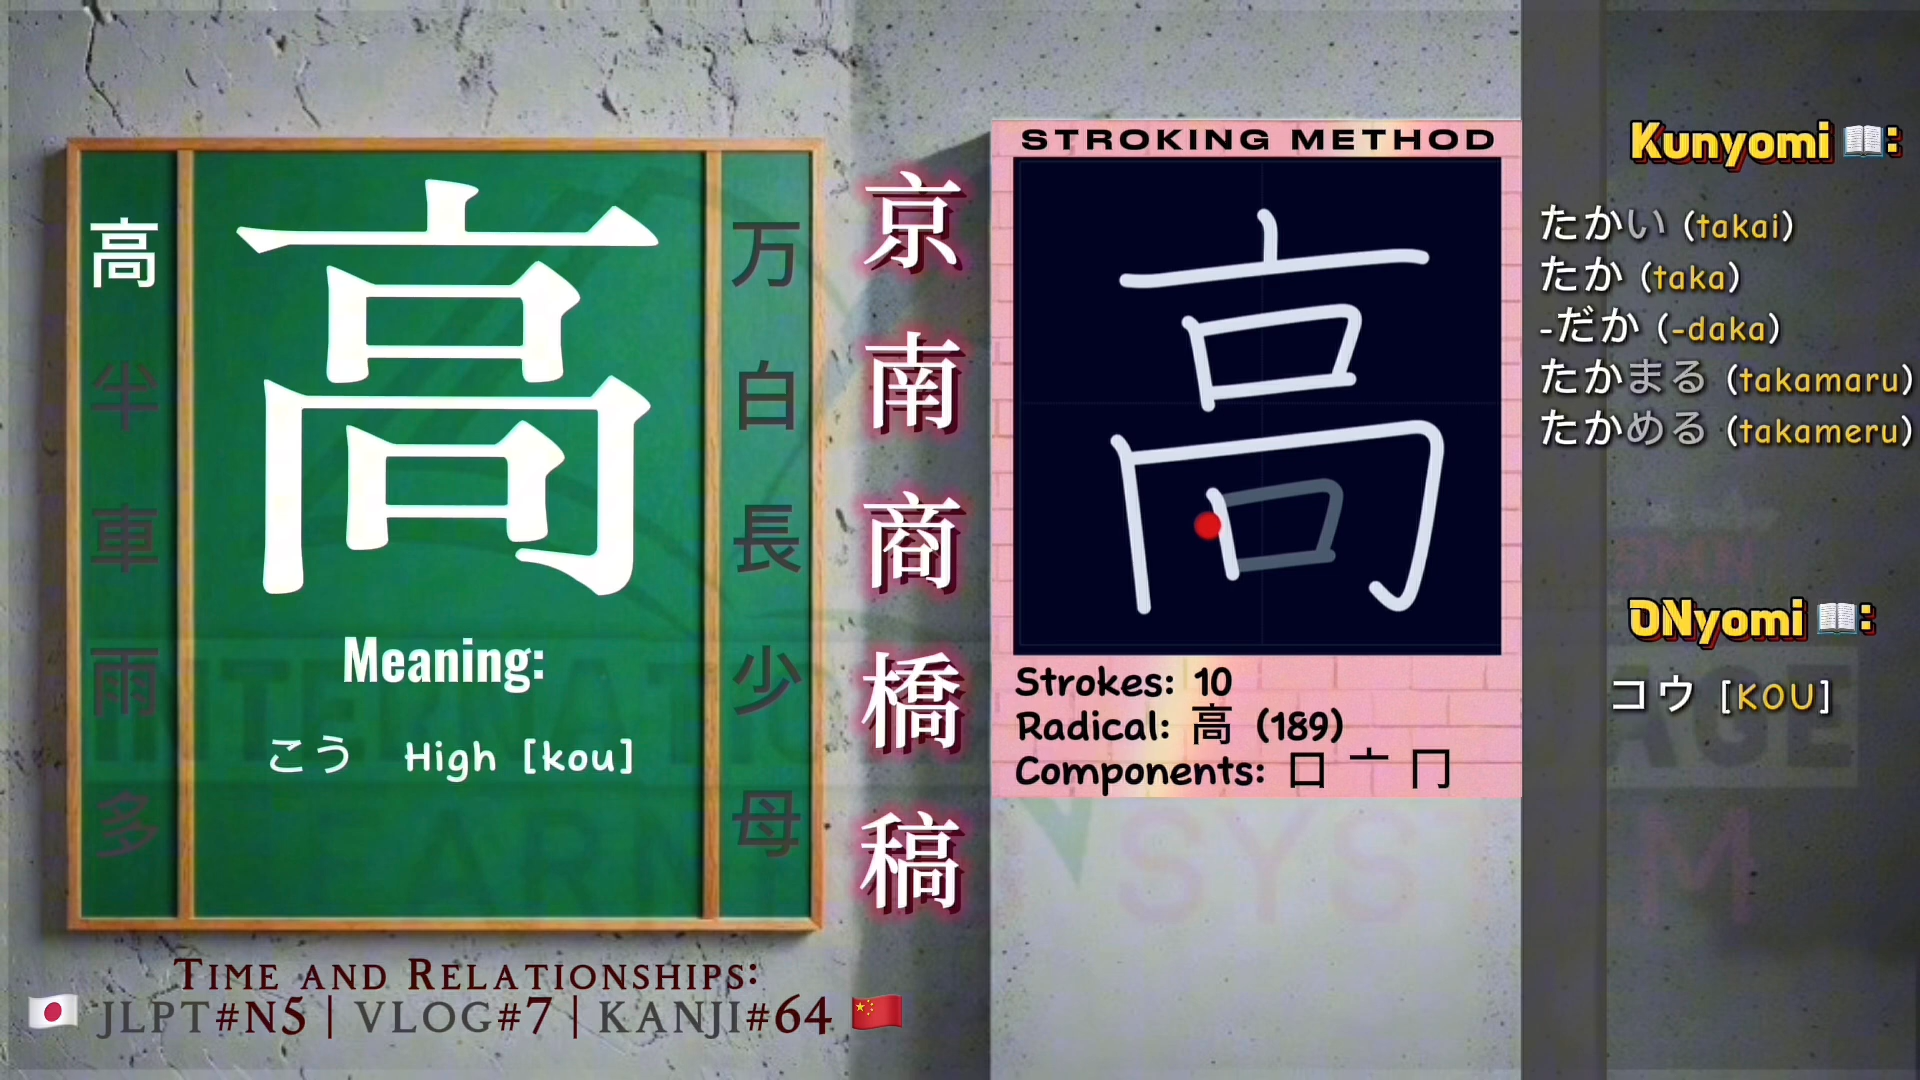 高
半
車
雨
多
高
Meaning:
こう High [kou]
万
白
長
少
母
京
南
商
橋
稿
STROKING METHOD
高
Strokes: 10
Radical: 高 (189)
Components: 口 亠 冂
Kunyomi 📖:
たかい (takai)
たか (taka)
-だか (-daka)
たかまる (takamaru)
たかめる (takameru)
ONyomi 📖:
コウ [KOU]
TIME AND RELATIONSHIPS:
JLPT#N5 | VLOG#7 | KANJI#64